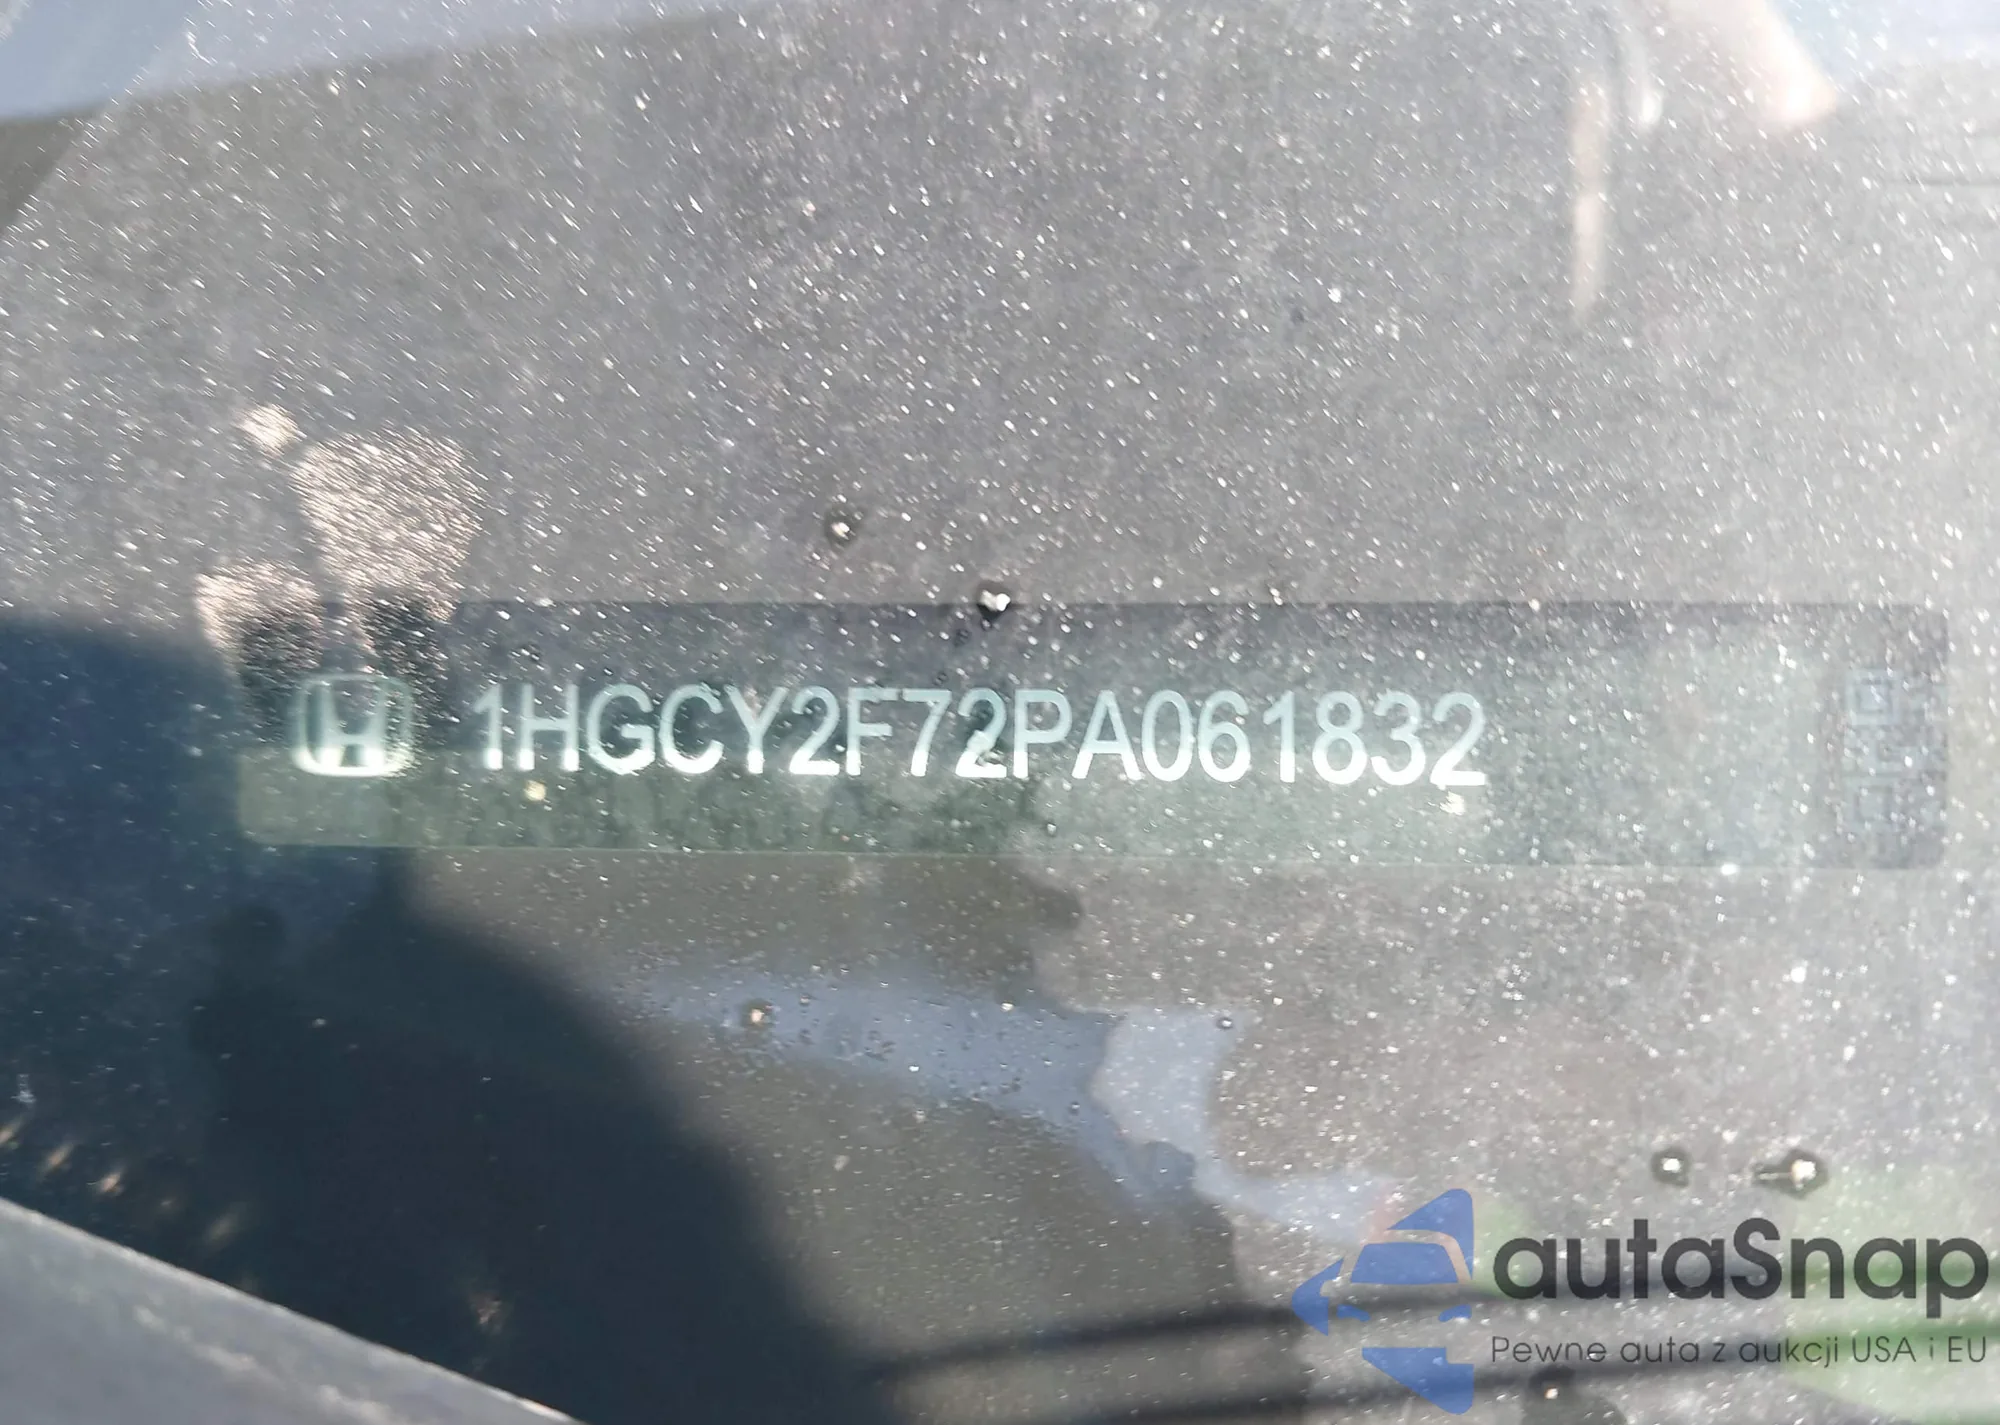 1HGCY2F72PA061832
autaSnap
Pewne auta z aukcji USA i EU